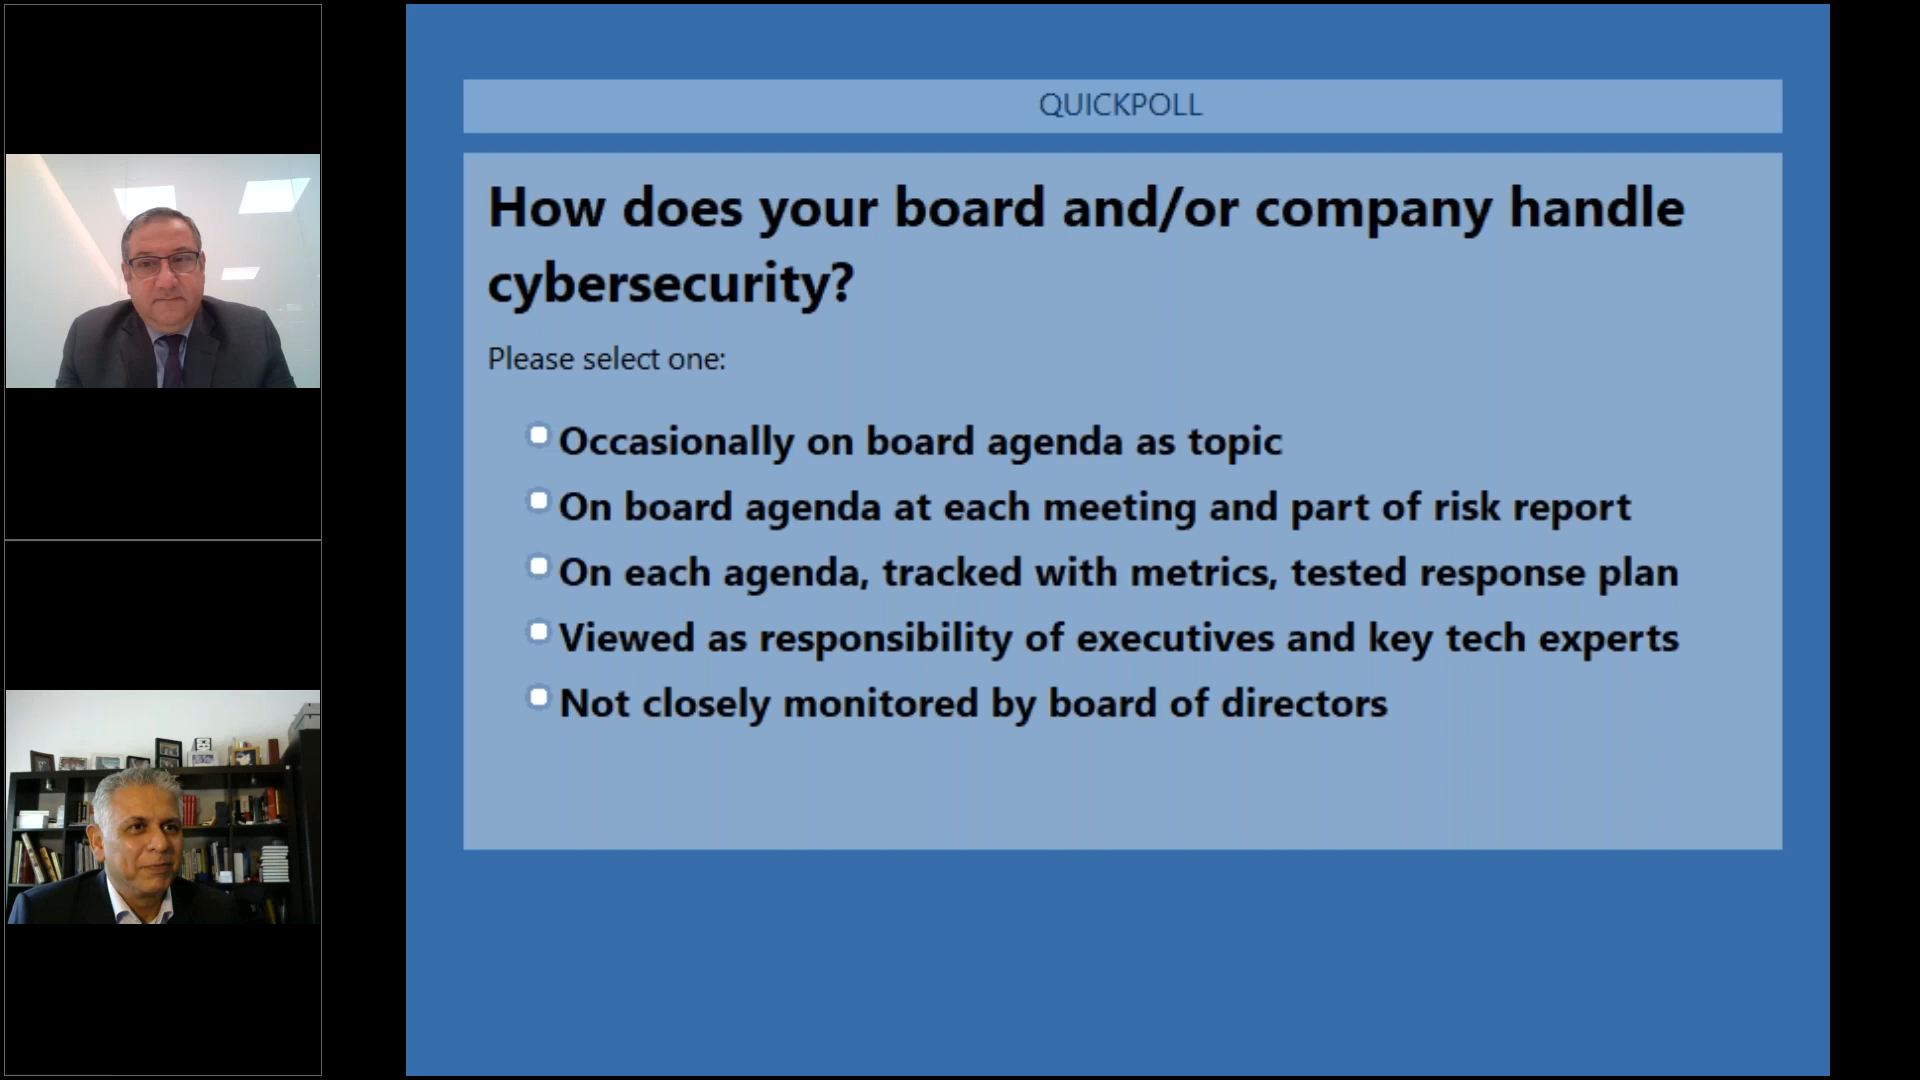 QUICKPOLL
How does your board and/or company handle
cybersecurity?
Please select one:
Occasionally on board agenda as topic
On board agenda at each meeting and part of risk report
On each agenda, tracked with metrics, tested response plan
Viewed as responsibility of executives and key tech experts
Not closely monitored by board of directors